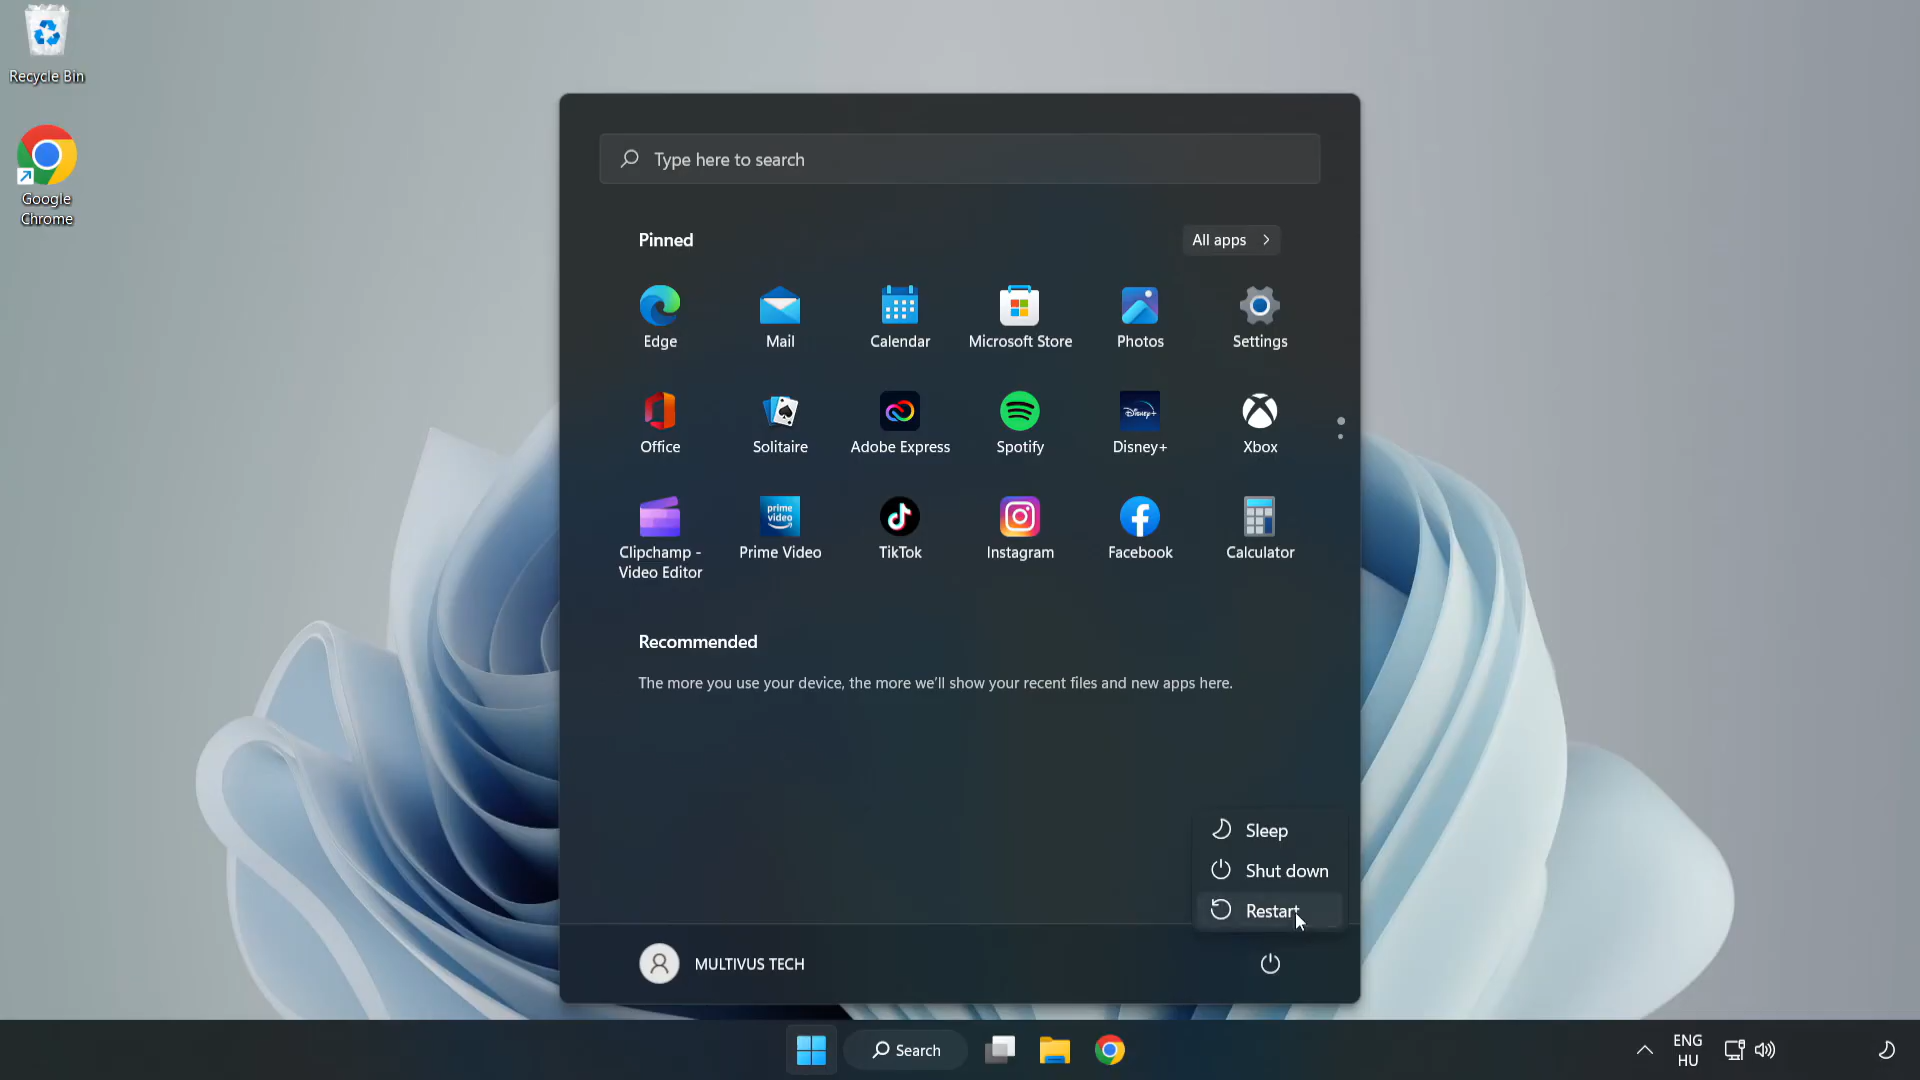 Recycle Bin
Google
Chrome
Type here to search
Pinned
All apps
Edge
Mail
Calendar
Microsoft Store
Photos
Settings
Office
Solitaire
Adobe Express
Spotify
Disney+
Disney+
Xbox
prime
video
Clipchamp -
Video Editor
Prime Video
TikTok
Instagram
Facebook
Calculator
Recommended
The more you use your device, the more we'll show your recent files and new apps here.
Sleep
Shut down
Restart
MULTIVUS TECH
Search
ENG
HU